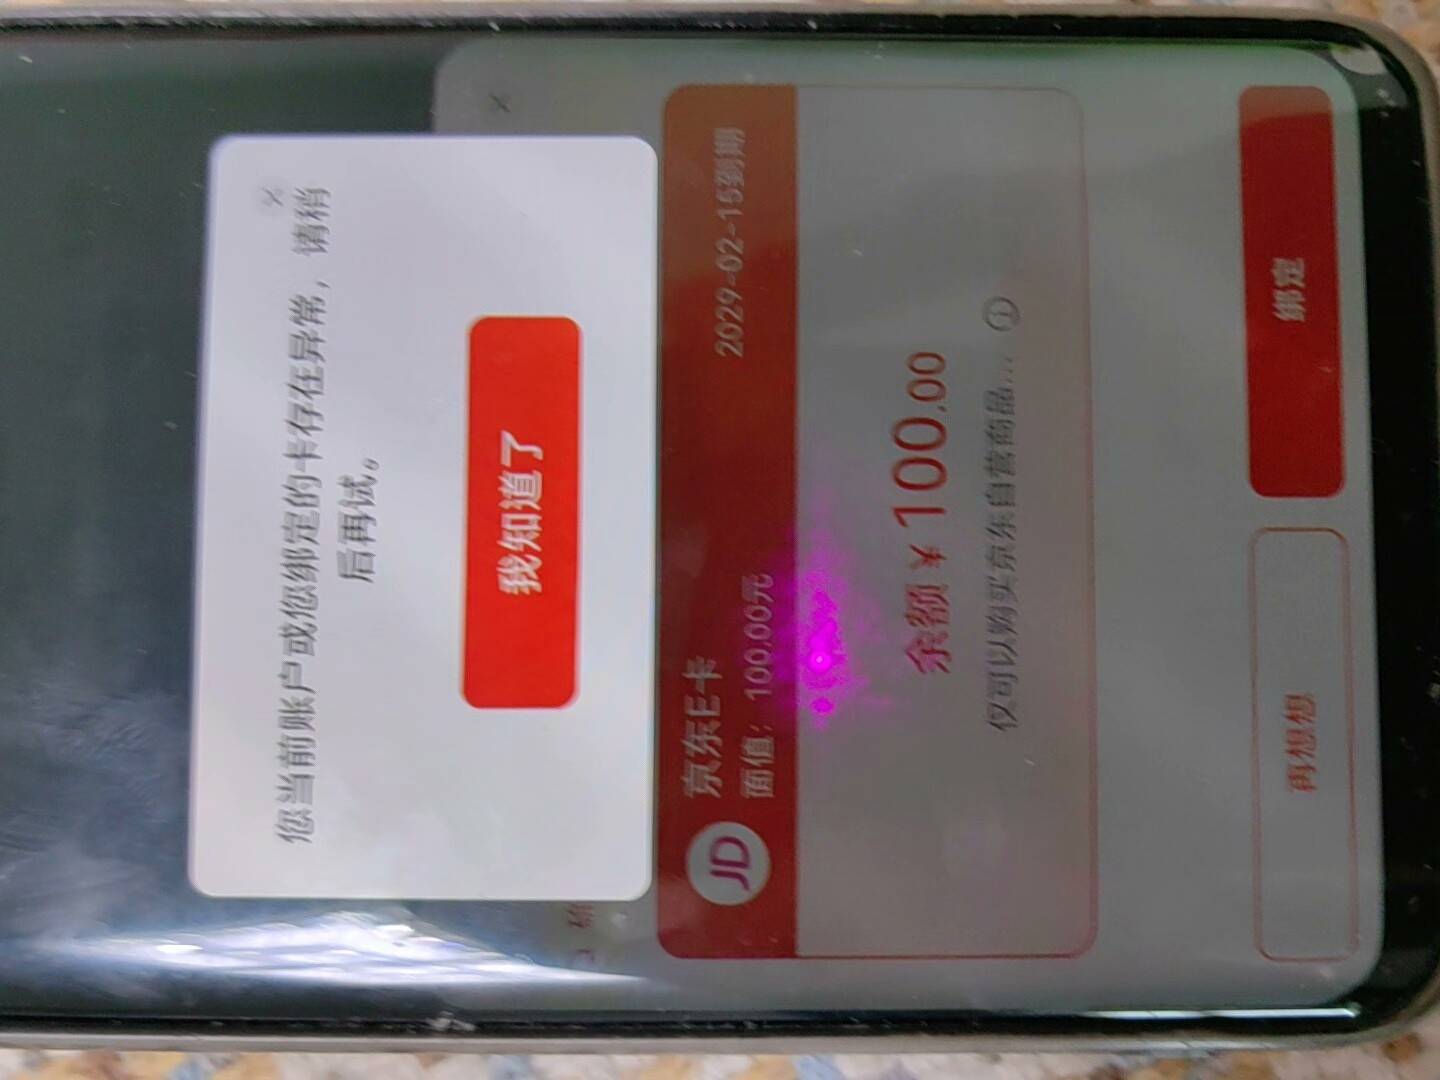 您当前账户或您绑定的卡存在异常，请稍
后再试。
我知道了
JD
京东E卡
面值：100.00元
2029-02-15到期
余额 ¥ 100.00
仅可以购买京东自营商品...
再想想
绑定